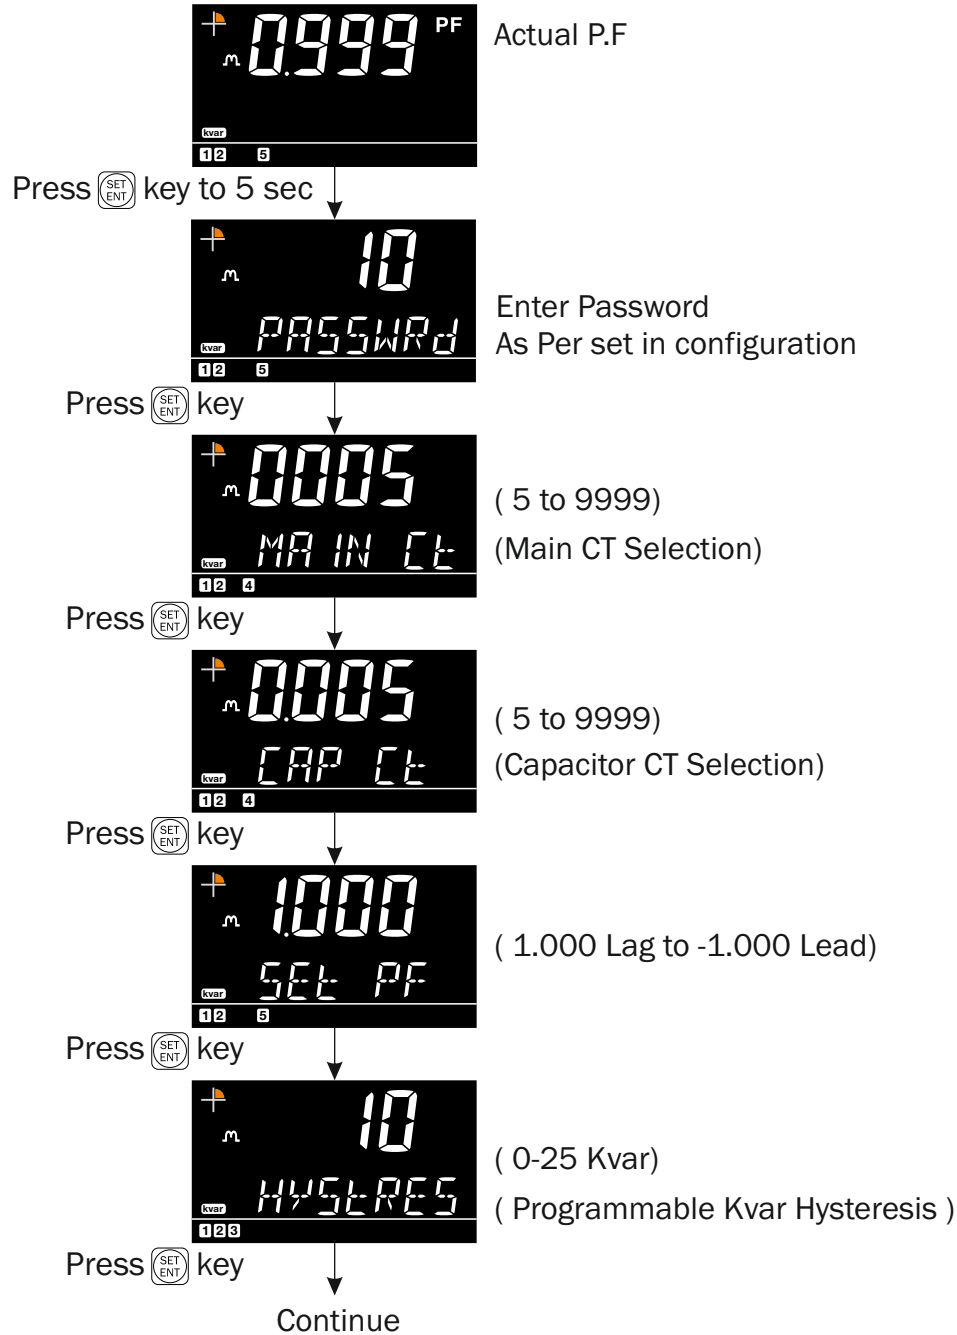 0.999 PF
Actual P.F
kvar
1 2 5
Press SET ENT key to 5 sec
10
PASSWRd
Enter Password
As Per set in configuration
kvar
1 2 5
Press SET ENT key
0005
MAIN Ct
( 5 to 9999)
(Main CT Selection)
kvar
1 2 4
Press SET ENT key
0.005
CAP Ct
( 5 to 9999)
(Capacitor CT Selection)
kvar
1 2 4
Press SET ENT key
1.000
SEt PF
( 1.000 Lag to -1.000 Lead)
kvar
1 2 5
Press SET ENT key
10
HYStRES
( 0-25 Kvar)
( Programmable Kvar Hysteresis )
kvar
1 2 3
Press SET ENT key
Continue